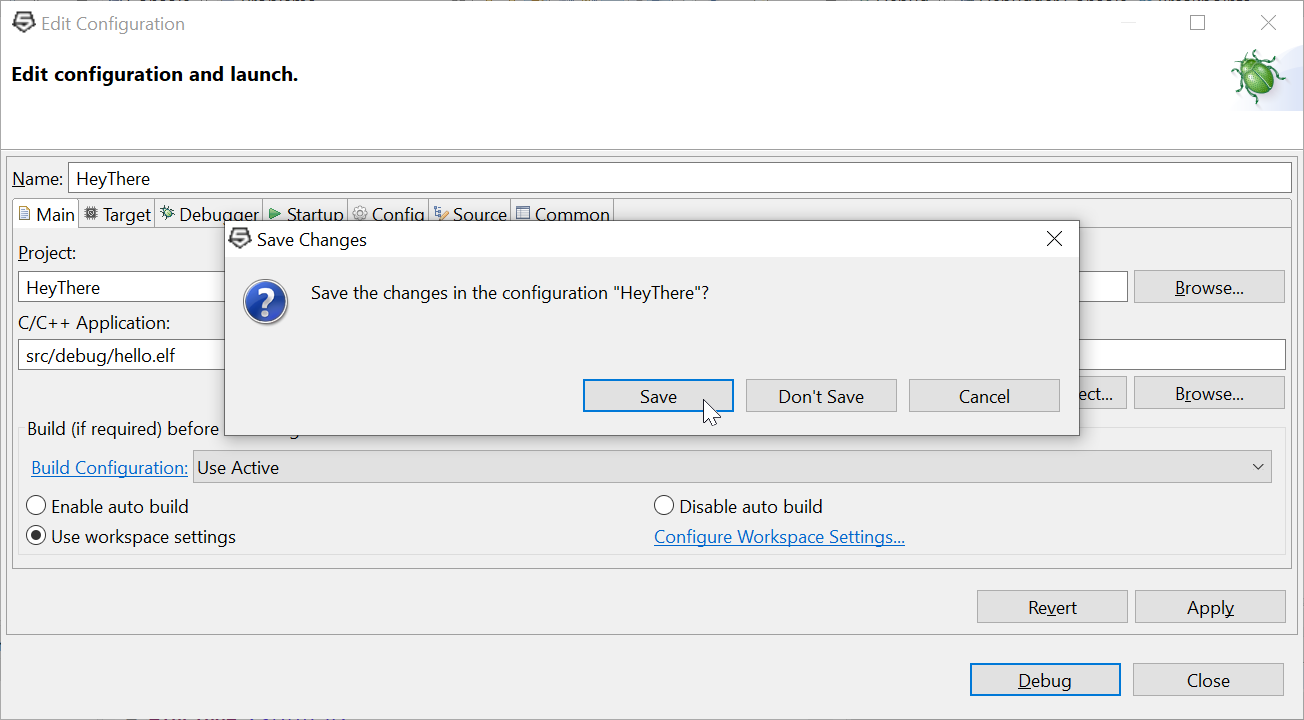 Edit Configuration
Edit configuration and launch.
Name: HeyThere
Main Target Debugger Startup Config Source Common
Save Changes
Project:
Save the changes in the configuration "HeyThere"?
HeyThere Browse...
C/C++ Application:
src/debug/hello.elf
Save Don't Save Cancel
ect... Browse...
Build (if required) before
Build Configuration: Use Active
Enable auto build Disable auto build
Use workspace settings Configure Workspace Settings...
Revert Apply
Debug Close